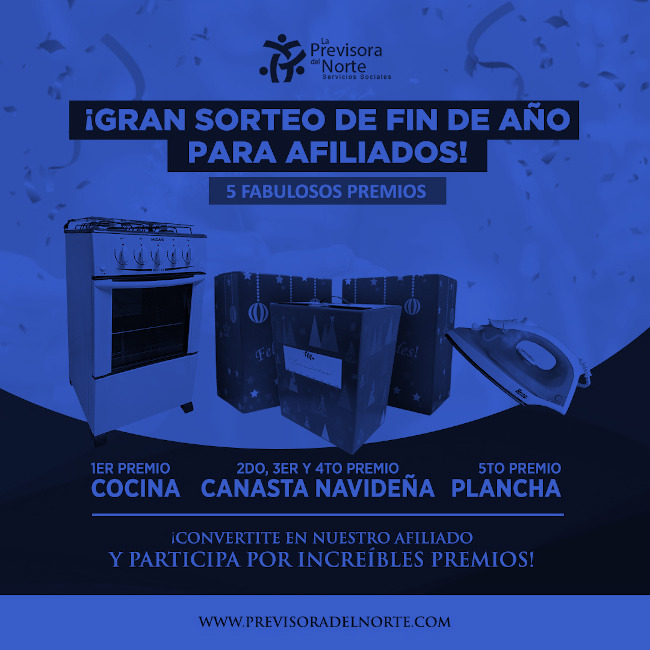 La
Previsora
del Norte
Servicios Sociales
¡GRAN SORTEO DE FIN DE AÑO
PARA AFILIADOS!
5 FABULOSOS PREMIOS
1ER PREMIO
COCINA
2DO, 3ER Y 4TO PREMIO
CANASTA NAVIDEÑA
5TO PREMIO
PLANCHA
¡CONVERTITE EN NUESTRO AFILIADO
Y PARTICIPA POR INCREÍBLES PREMIOS!
WWW.PREVISORADELNORTE.COM